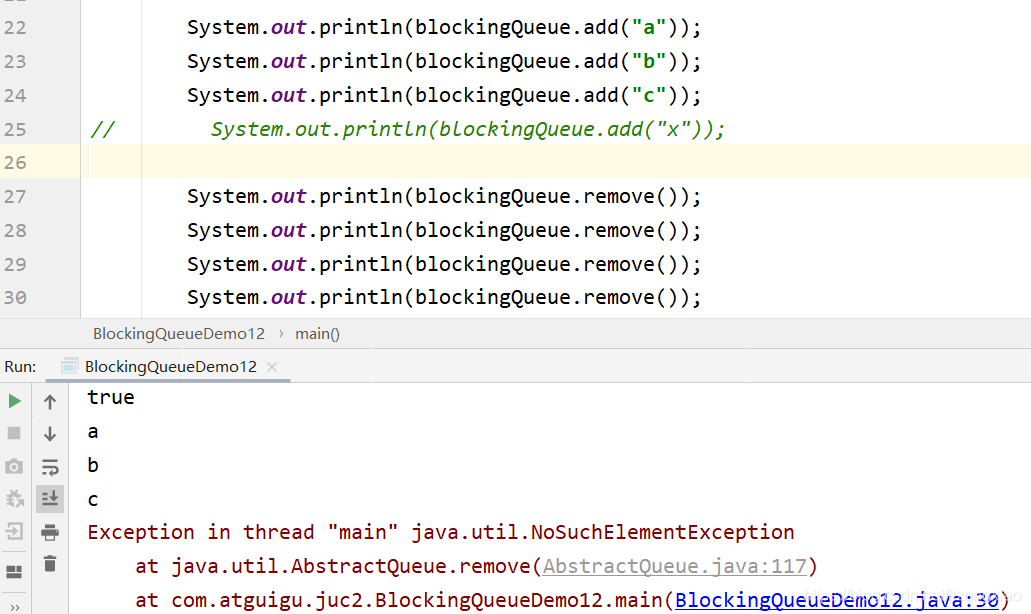 22 System.out.println(blockingQueue.add("a"));
23 System.out.println(blockingQueue.add("b"));
24 System.out.println(blockingQueue.add("c"));
25 // System.out.println(blockingQueue.add("x"));
26
27 System.out.println(blockingQueue.remove());
28 System.out.println(blockingQueue.remove());
29 System.out.println(blockingQueue.remove());
30 System.out.println(blockingQueue.remove());
BlockingQueueDemo12 › main()
Run: BlockingQueueDemo12 ×
true
a
b
c
Exception in thread "main" java.util.NoSuchElementException
at java.util.AbstractQueue.remove(AbstractQueue.java:117)
at com.atguigu.juc2.BlockingQueueDemo12.main(BlockingQueueDemo12.java:30)